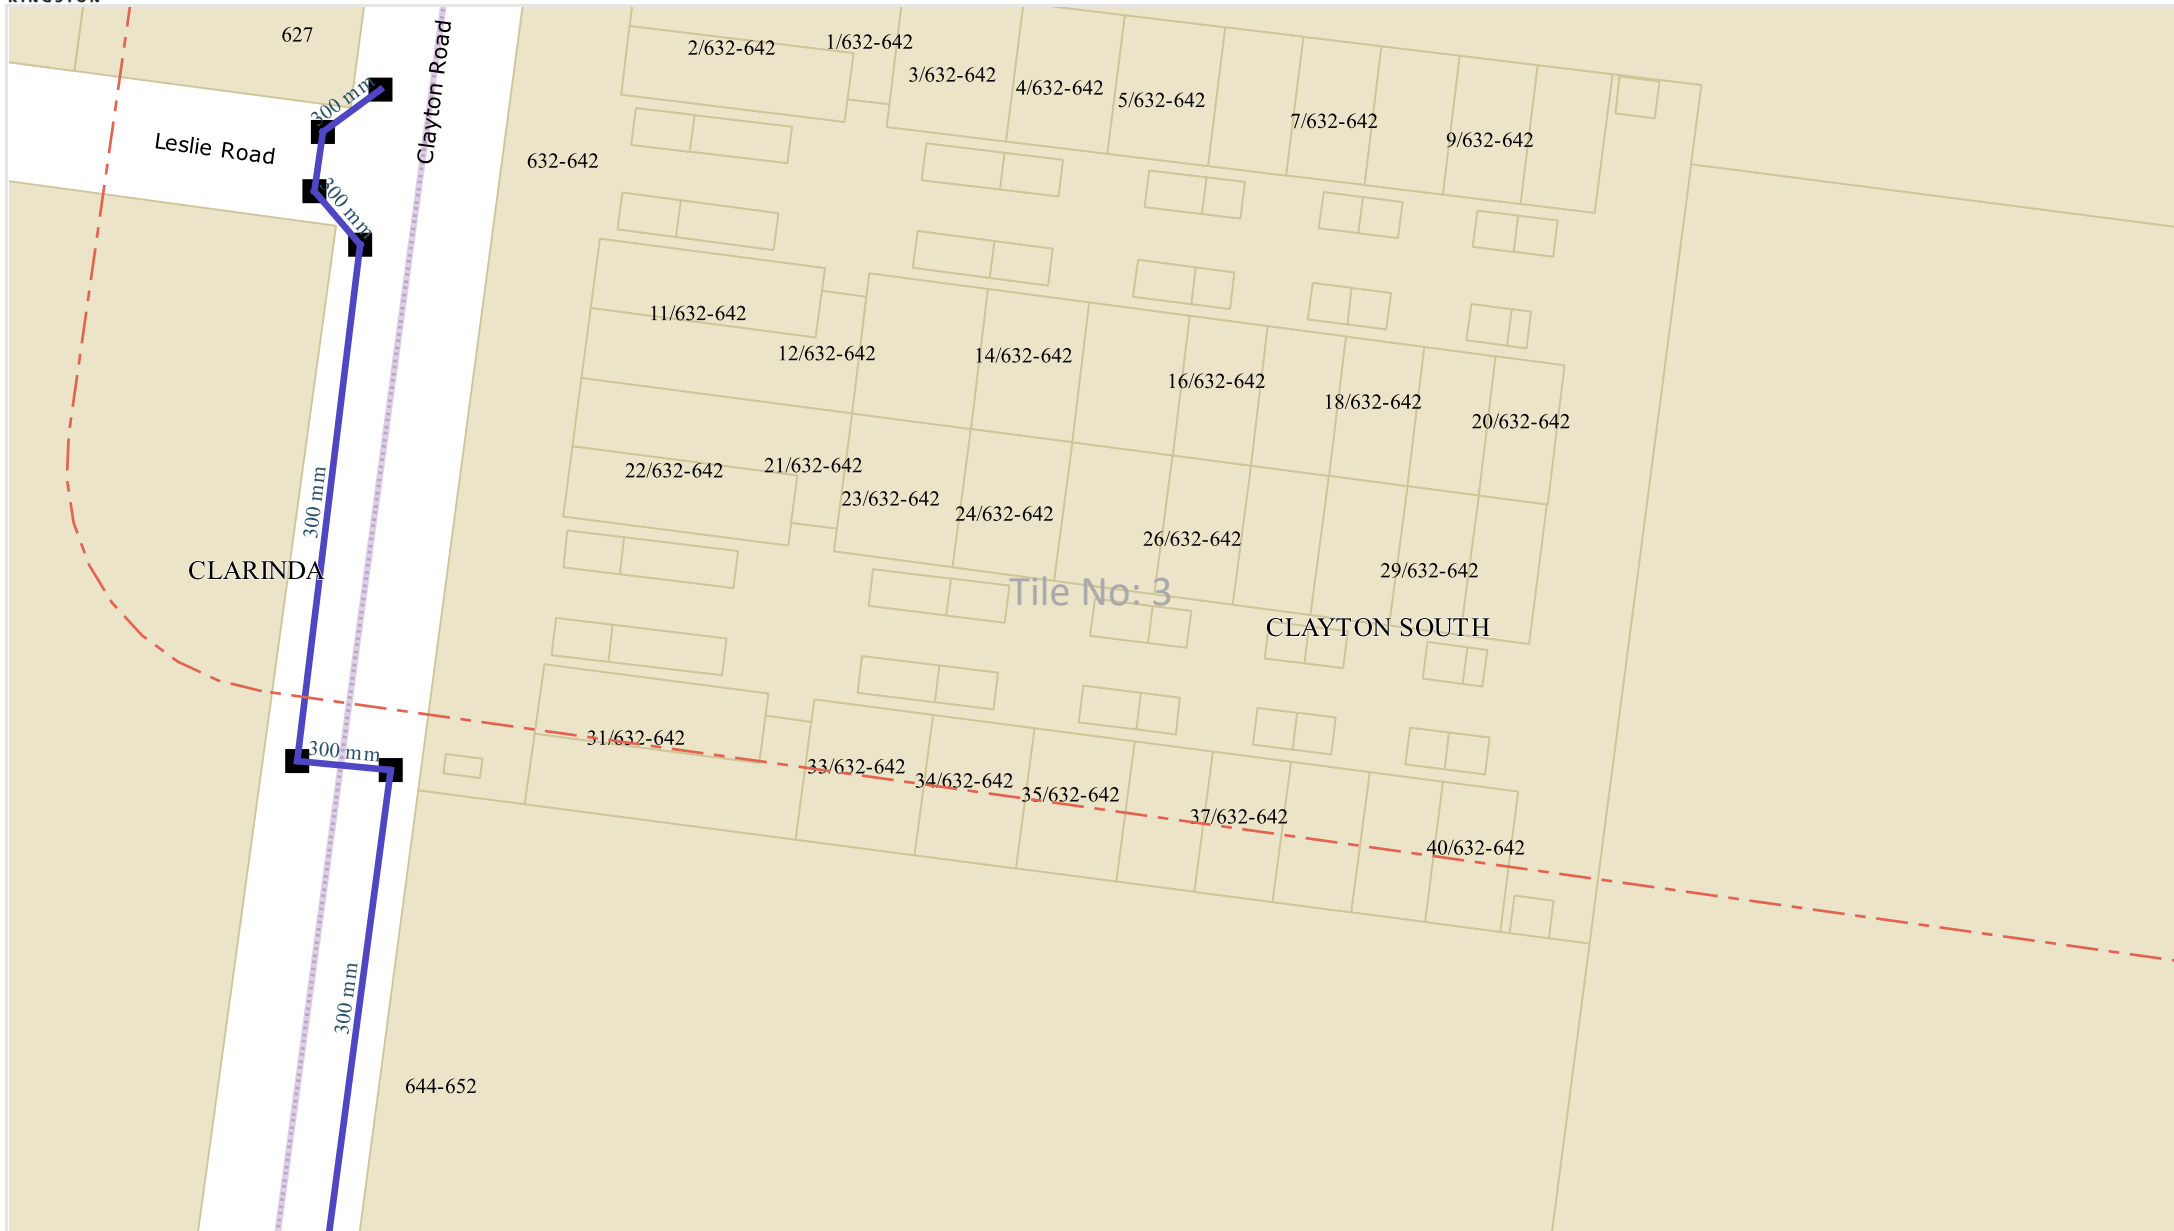 KINGSTON
627
2/632-642
1/632-642
3/632-642
4/632-642
5/632-642
7/632-642
9/632-642
300 mm
Clayton Road
Leslie Road
632-642
300 mm
11/632-642
12/632-642
14/632-642
16/632-642
18/632-642
20/632-642
22/632-642
21/632-642
23/632-642
24/632-642
26/632-642
29/632-642
300 mm
CLARINDA
Tile No: 3
CLAYTON SOUTH
31/632-642
300 mm
33/632-642
34/632-642
35/632-642
37/632-642
40/632-642
300 mm
644-652